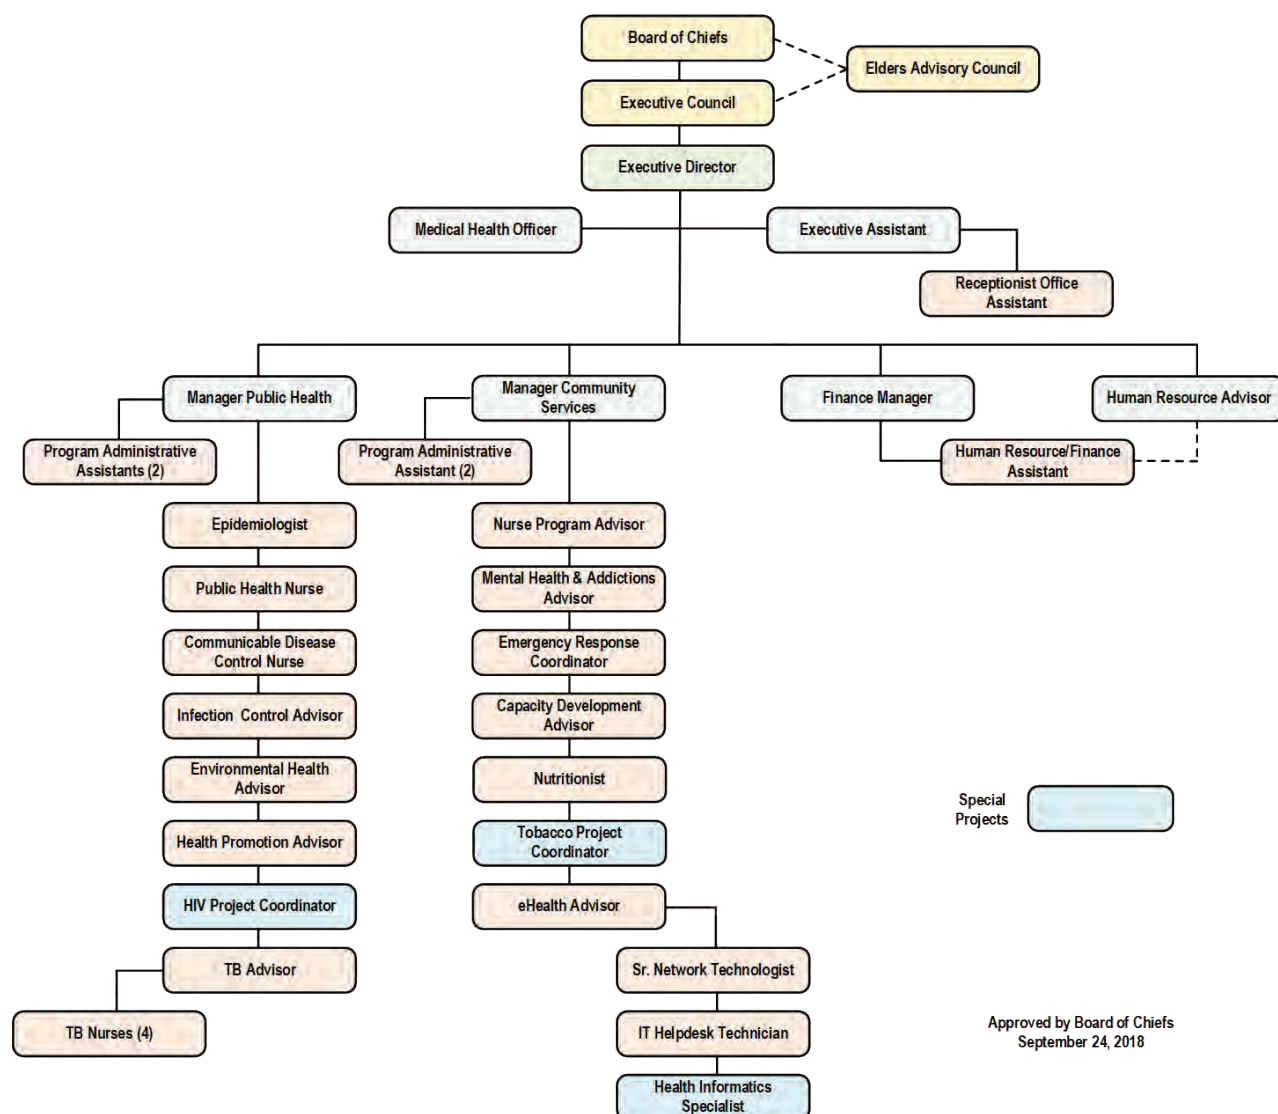 Board of Chiefs
Elders Advisory Council
Executive Council
Executive Director
Medical Health Officer
Executive Assistant
Receptionist Office
Assistant
Manager Public Health
Manager Community
Services
Finance Manager
Human Resource Advisor
Program Administrative
Assistants (2)
Program Administrative
Assistant (2)
Human Resource/Finance
Assistant
Epidemiologist
Public Health Nurse
Communicable Disease
Control Nurse
Infection Control Advisor
Environmental Health
Advisor
Health Promotion Advisor
HIV Project Coordinator
TB Advisor
TB Nurses (4)
Nurse Program Advisor
Mental Health & Addictions
Advisor
Emergency Response
Coordinator
Capacity Development
Advisor
Nutritionist
Tobacco Project
Coordinator
eHealth Advisor
Sr. Network Technologist
IT Helpdesk Technician
Health Informatics
Specialist
Special
Projects
Approved by Board of Chiefs
September 24, 2018